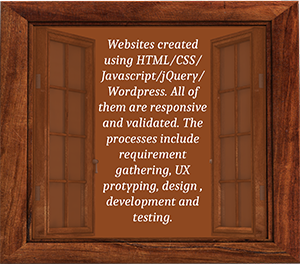 Websites created
using HTML/CSS/
Javascript/jQuery/
Wordpress. All of
them are responsive
and validated. The
processes include
requirement
gathering, UX
protyping, design ,
development and
testing.